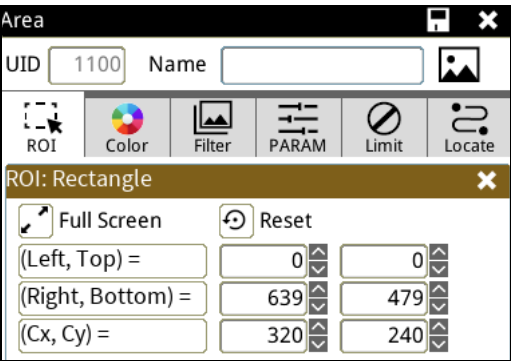 Area
UID 1100 Name
ROI Color Filter PARAM Limit Locate
ROI: Rectangle
Full Screen Reset
(Left, Top) = 0 0
(Right, Bottom) = 639 479
(Cx, Cy) = 320 240